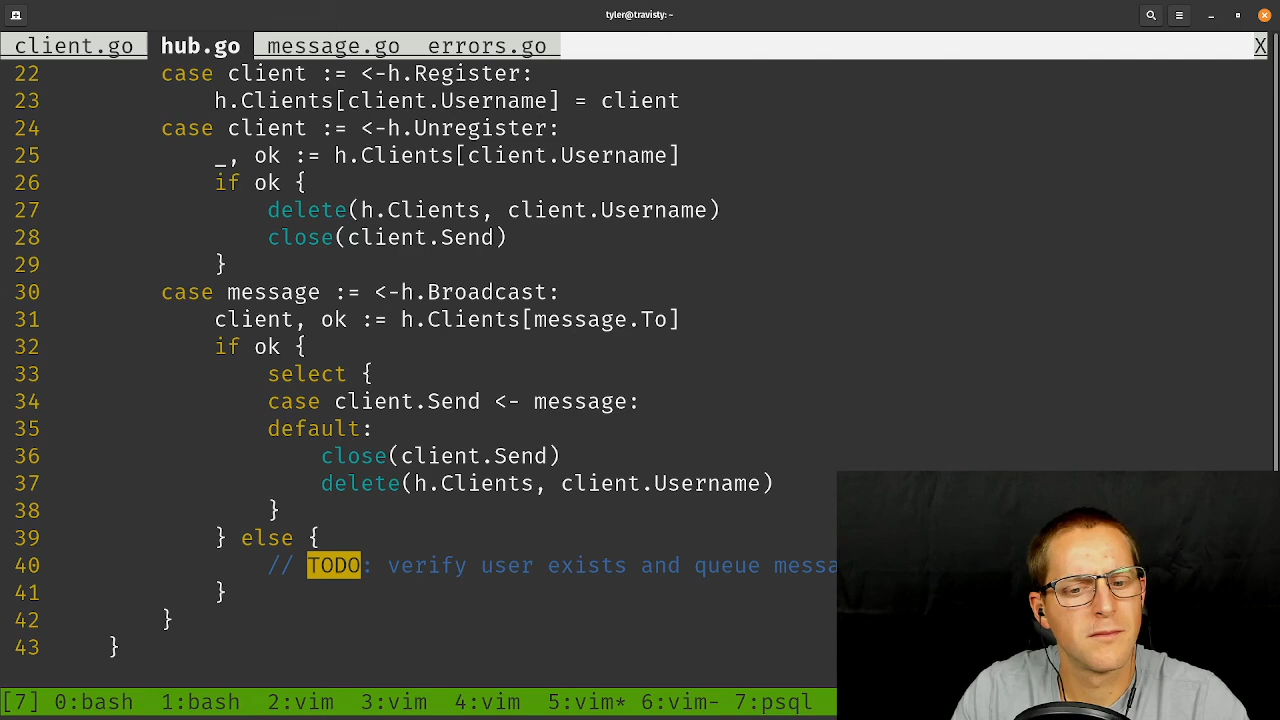 tyler@travisty: ~
client.go hub.go message.go errors.go X
22 case client := <-h.Register:
23 h.Clients[client.Username] = client
24 case client := <-h.Unregister:
25 _, ok := h.Clients[client.Username]
26 if ok {
27 delete(h.Clients, client.Username)
28 close(client.Send)
29 }
30 case message := <-h.Broadcast:
31 client, ok := h.Clients[message.To]
32 if ok {
33 select {
34 case client.Send <- message:
35 default:
36 close(client.Send)
37 delete(h.Clients, client.Username)
38 }
39 } else {
40 // TODO: verify user exists and queue messa
41 }
42 }
43 }
[7] 0:bash 1:bash 2:vim 3:vim 4:vim 5:vim* 6:vim- 7:psql